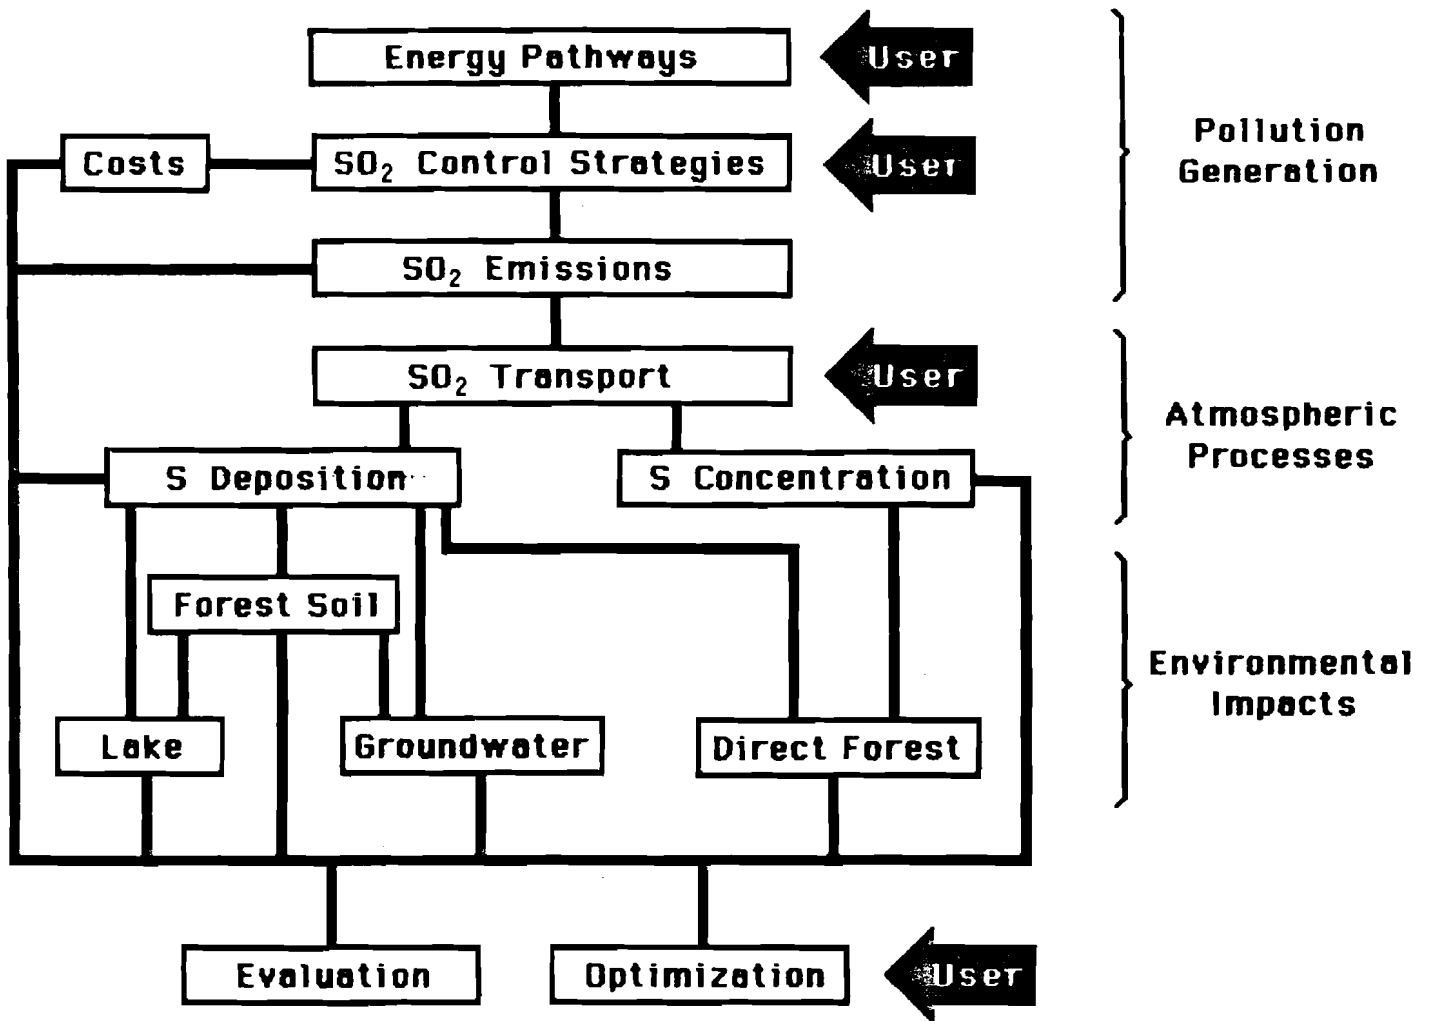 Energy Pathways
User
Costs
SO₂ Control Strategies
User
Pollution
Generation
SO₂ Emissions
SO₂ Transport
User
Atmospheric
Processes
S Deposition
S Concentration
Forest Soil
Environmental
Impacts
Lake
Groundwater
Direct Forest
Evaluation
Optimization
User